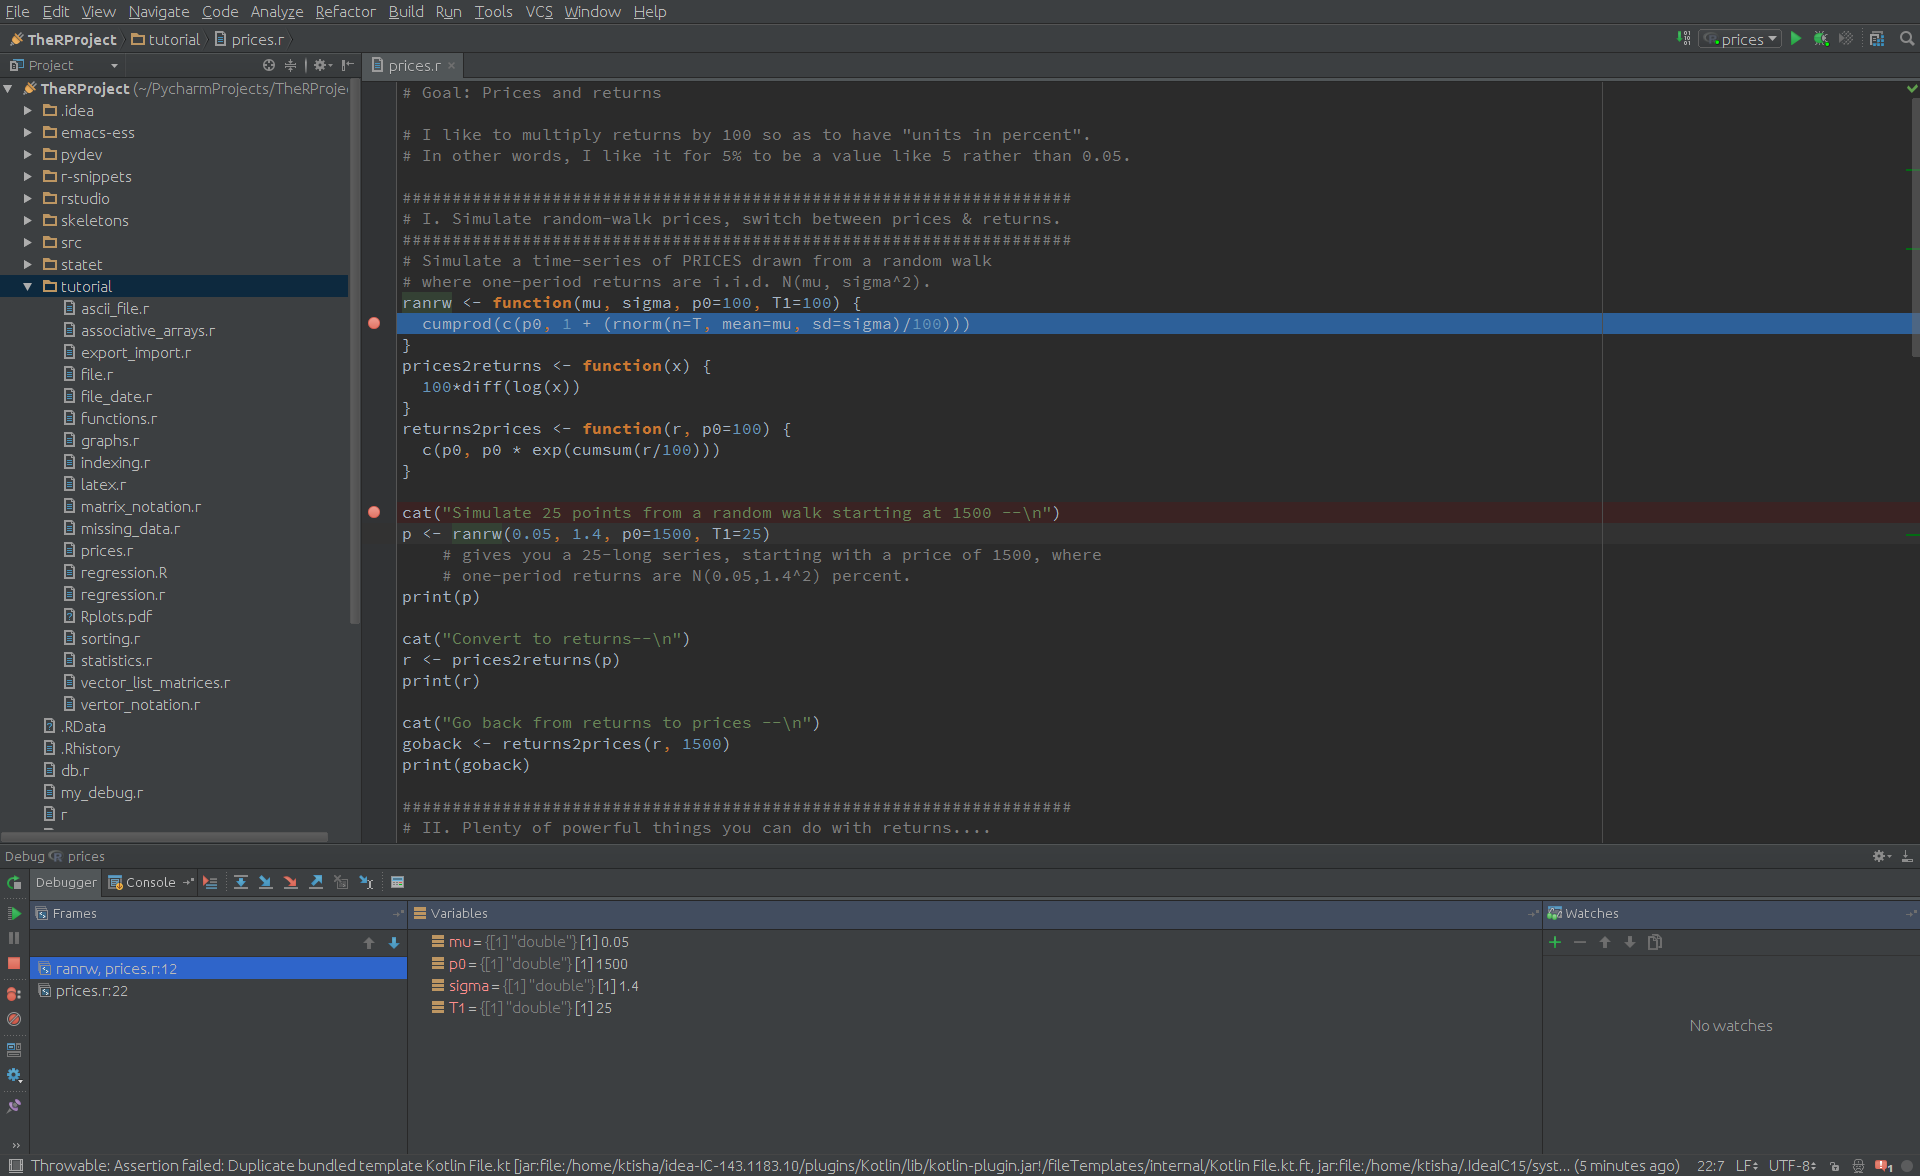 File Edit View Navigate Code Analyze Refactor Build Run Tools VCS Window Help
TheRProject tutorial prices.r prices
Project prices.r
TheRProject (~/PycharmProjects/TheRProje
.idea
emacs-ess
pydev
r-snippets
rstudio
skeletons
src
statet
tutorial
ascii_file.r
associative_arrays.r
export_import.r
file.r
file_date.r
functions.r
graphs.r
indexing.r
latex.r
matrix_notation.r
missing_data.r
prices.r
regression.R
regression.r
Rplots.pdf
sorting.r
statistics.r
vector_list_matrices.r
vertor_notation.r
.RData
.Rhistory
db.r
my_debug.r
r
# Goal: Prices and returns
# I like to multiply returns by 100 so as to have "units in percent".
# In other words, I like it for 5% to be a value like 5 rather than 0.05.
###################################################################
# I. Simulate random-walk prices, switch between prices & returns.
###################################################################
# Simulate a time-series of PRICES drawn from a random walk
# where one-period returns are i.i.d. N(mu, sigma^2).
ranrw <- function(mu, sigma, p0=100, T1=100) {
cumprod(c(p0, 1 + (rnorm(n=T, mean=mu, sd=sigma)/100)))
}
prices2returns <- function(x) {
100*diff(log(x))
}
returns2prices <- function(r, p0=100) {
c(p0, p0 * exp(cumsum(r/100)))
}
cat("Simulate 25 points from a random walk starting at 1500 --\n")
p <- ranrw(0.05, 1.4, p0=1500, T1=25)
# gives you a 25-long series, starting with a price of 1500, where
# one-period returns are N(0.05,1.4^2) percent.
print(p)
cat("Convert to returns--\n")
r <- prices2returns(p)
print(r)
cat("Go back from returns to prices --\n")
goback <- returns2prices(r, 1500)
print(goback)
###################################################################
# II. Plenty of powerful things you can do with returns....
Debug prices
Debugger Console
Frames Variables Watches
ranrw, prices.r:12
prices.r:22
mu = {[1] "double"} [1] 0.05
p0 = {[1] "double"} [1] 1500
sigma = {[1] "double"} [1] 1.4
T1 = {[1] "double"} [1] 25
No watches
Throwable: Assertion failed: Duplicate bundled template Kotlin File.kt [jar:file:/home/ktisha/idea-IC-143.1183.10/plugins/Kotlin/lib/kotlin-plugin.jar!/fileTemplates/internal/Kotlin File.kt.ft, jar:file:/home/ktisha/.IdeaIC15/syst... (5 minutes ago) 22:7 LF UTF-8